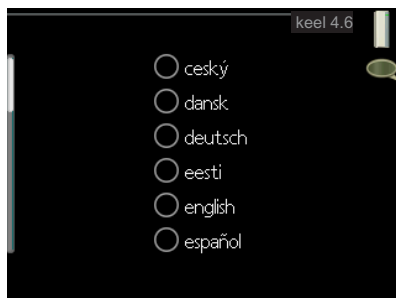 keel 4.6
ceský
dansk
deutsch
eesti
english
español